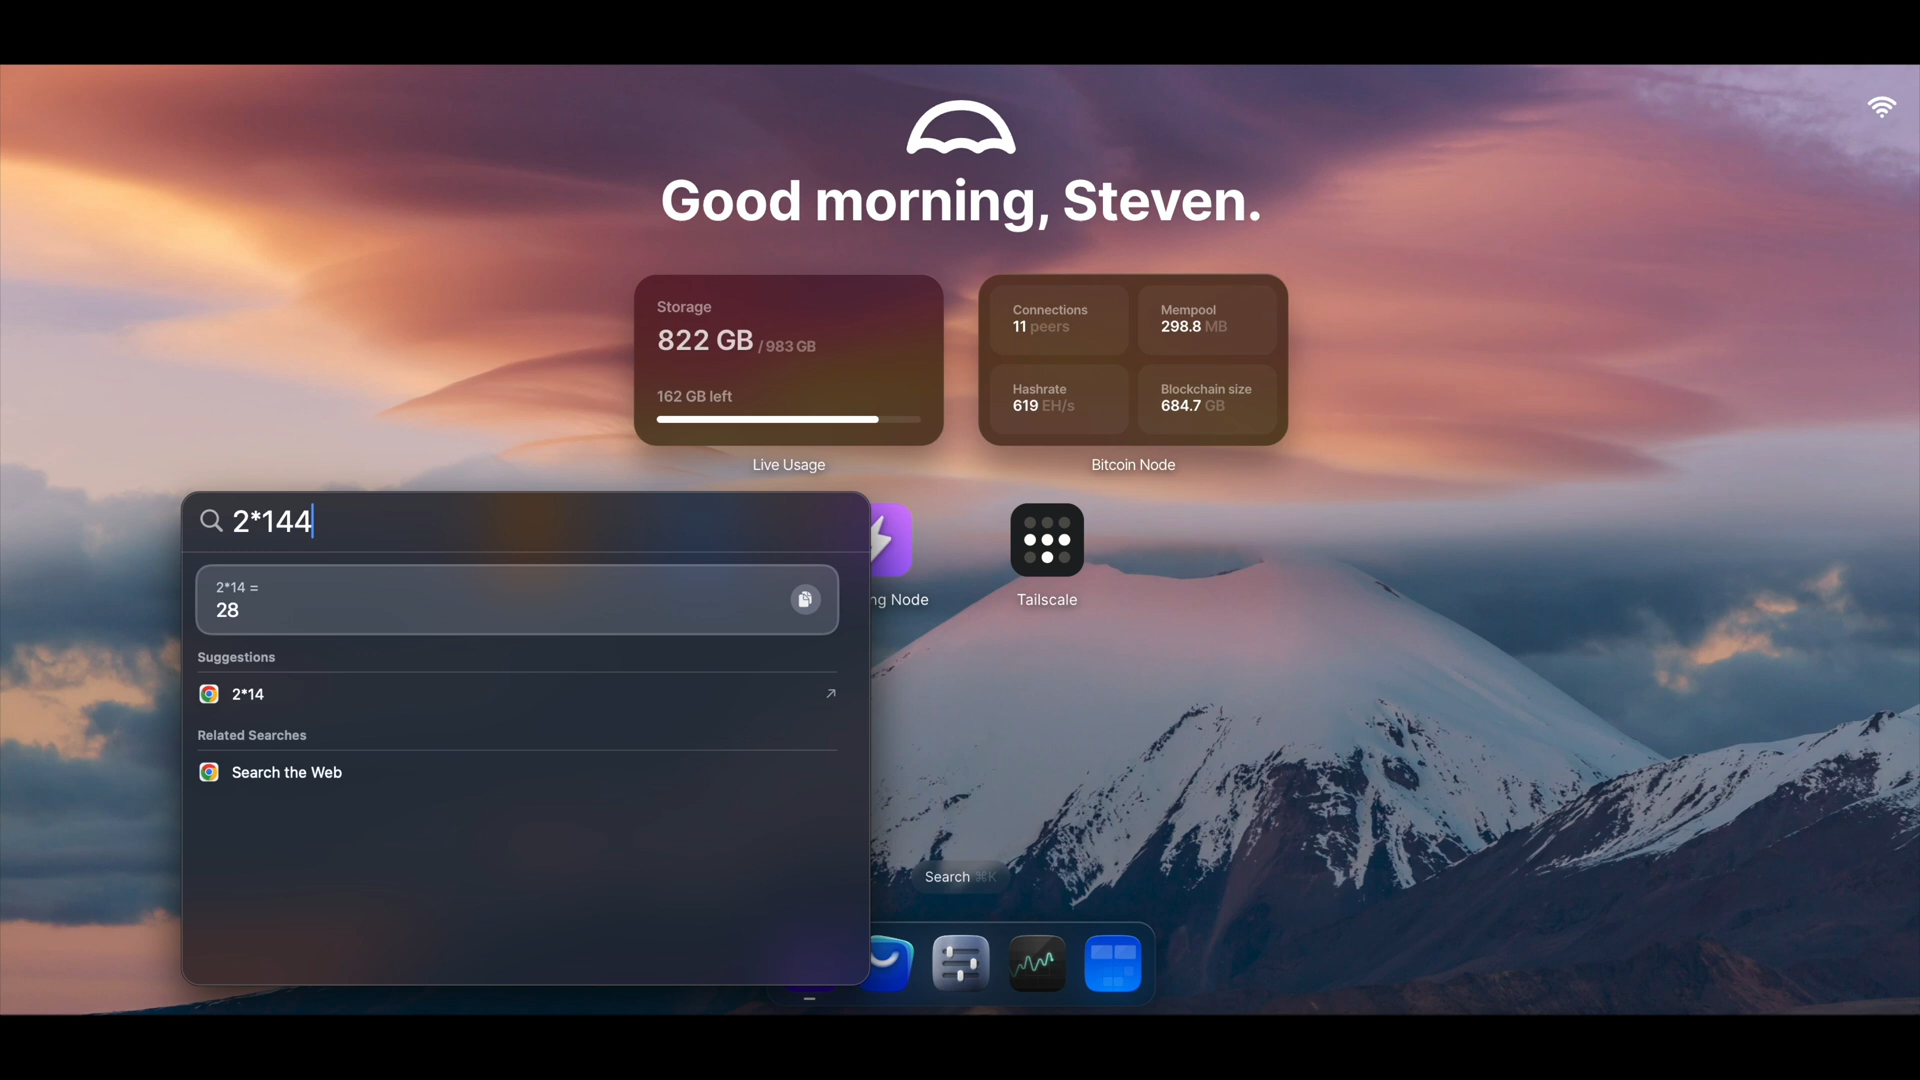 Good morning, Steven.
Storage
822 GB / 983 GB
162 GB left
Live Usage
Connections
11 peers
Mempool
298.8 MB
Hashrate
619 EH/s
Blockchain size
684.7 GB
Bitcoin Node
2*144
2*14 =
28
Suggestions
2*14
Related Searches
Search the Web
ng Node
Tailscale
Search ⌘K